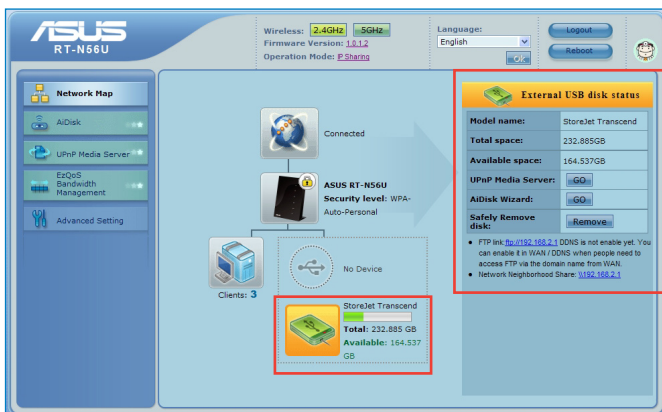 ASUS
RT-N56U
Wireless: 2.4GHz 5GHz
Firmware Version: 1.0.1.2
Operation Mode: IP Sharing
Language:
English
OK
Logout
Reboot
Network Map
AiDisk
UPnP Media Server
EzQoS
Bandwidth
Management
Advanced Setting
Connected
ASUS RT-N56U
Security level: WPA-
Auto-Personal
Clients: 3
No Device
StoreJet Transcend
Total: 232.885 GB
Available: 164.537
GB
External USB disk status
Model name: StoreJet Transcend
Total space: 232.885GB
Available space: 164.537GB
UPnP Media Server: GO
AiDisk Wizard: GO
Safely Remove
disk: Remove
FTP link:ftp://192.168.2.1 DDNS is not enable yet. You
can enable it in WAN / DDNS when people need to
access FTP via the domain name from WAN.
Network Neighborhood Share: \\192.168.2.1